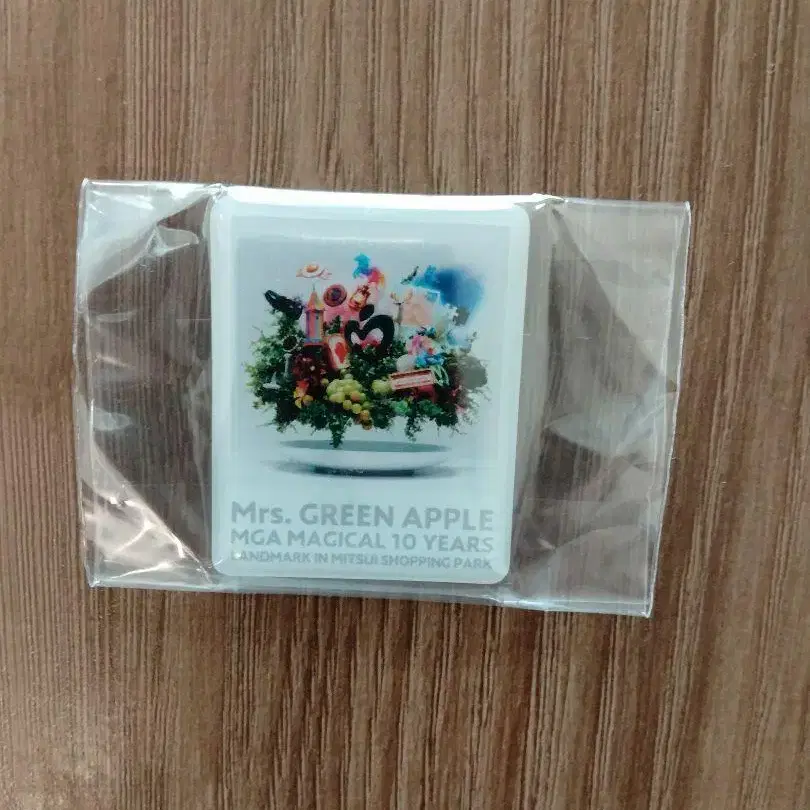 Mrs. GREEN APPLE
MGA MAGICAL 10 YEARS
LANDMARK IN MITSUI SHOPPING PARK